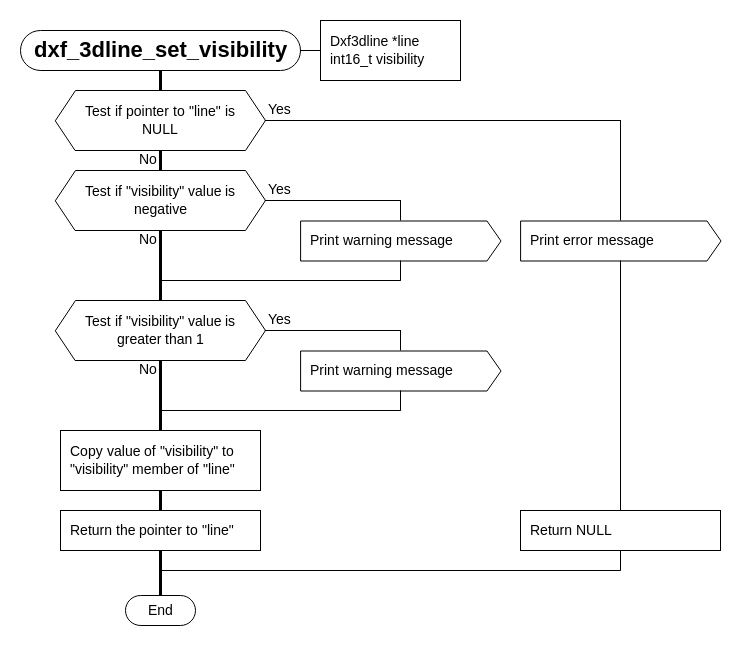 dxf_3dline_set_visibility
Dxf3dline *line
int16_t visibility
Test if pointer to "line" is
NULL
Yes
No
Test if "visibility" value is
negative
Yes
No
Print warning message
Print error message
Test if "visibility" value is
greater than 1
Yes
No
Print warning message
Copy value of "visibility" to
"visibility" member of "line"
Return the pointer to "line"
Return NULL
End